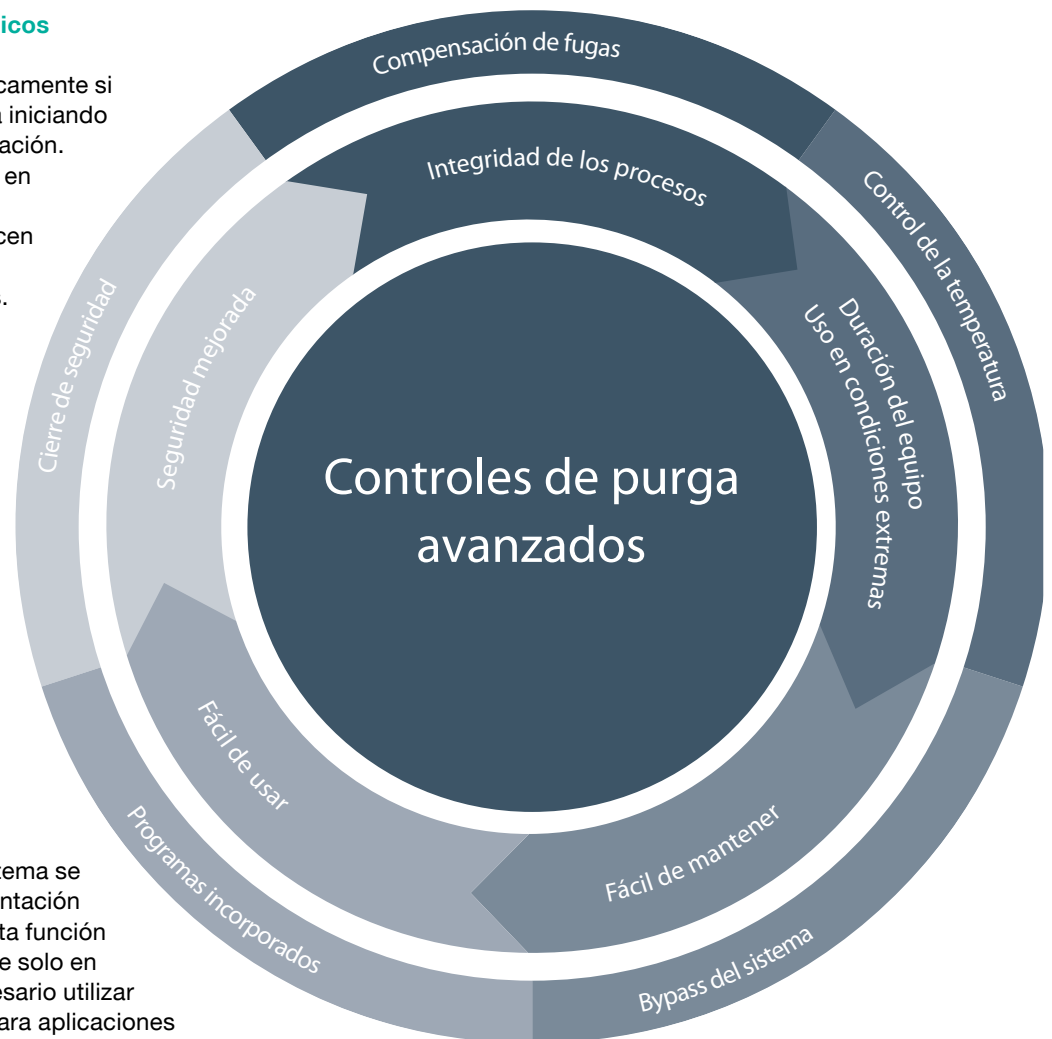 icos
camente si
iniciando
ación.
en
cen
.
Compensación de fugas
Integridad de los procesos
Control de la temperatura
Duración del equipo
Uso en condiciones extremas
Cierre de seguridad
Seguridad mejorada
Controles de purga
avanzados
Fácil de usar
Fácil de mantener
Programas incorporados
Bypass del sistema
tema se
ntación
ta función
e solo en
esario utilizar
ara aplicaciones